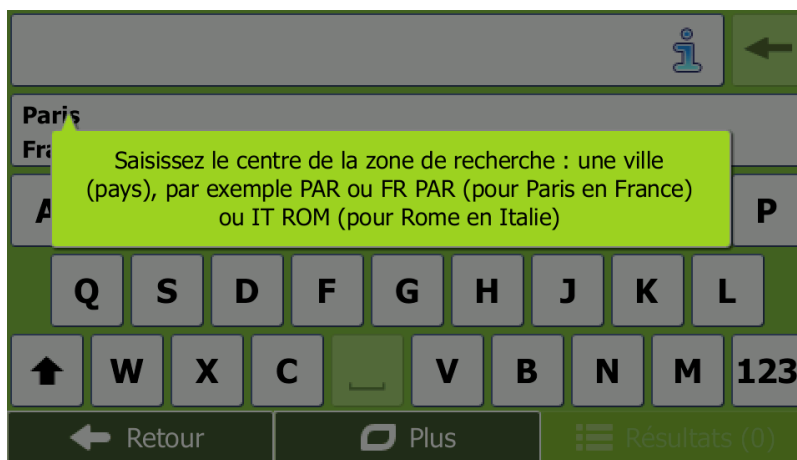 Paris
Saisissez le centre de la zone de recherche : une ville
(pays), par exemple PAR ou FR PAR (pour Paris en France)
ou IT ROM (pour Rome en Italie)
A P
Q S D F G H J K L
W X C V B N M 123
Retour Plus Résultats (0)